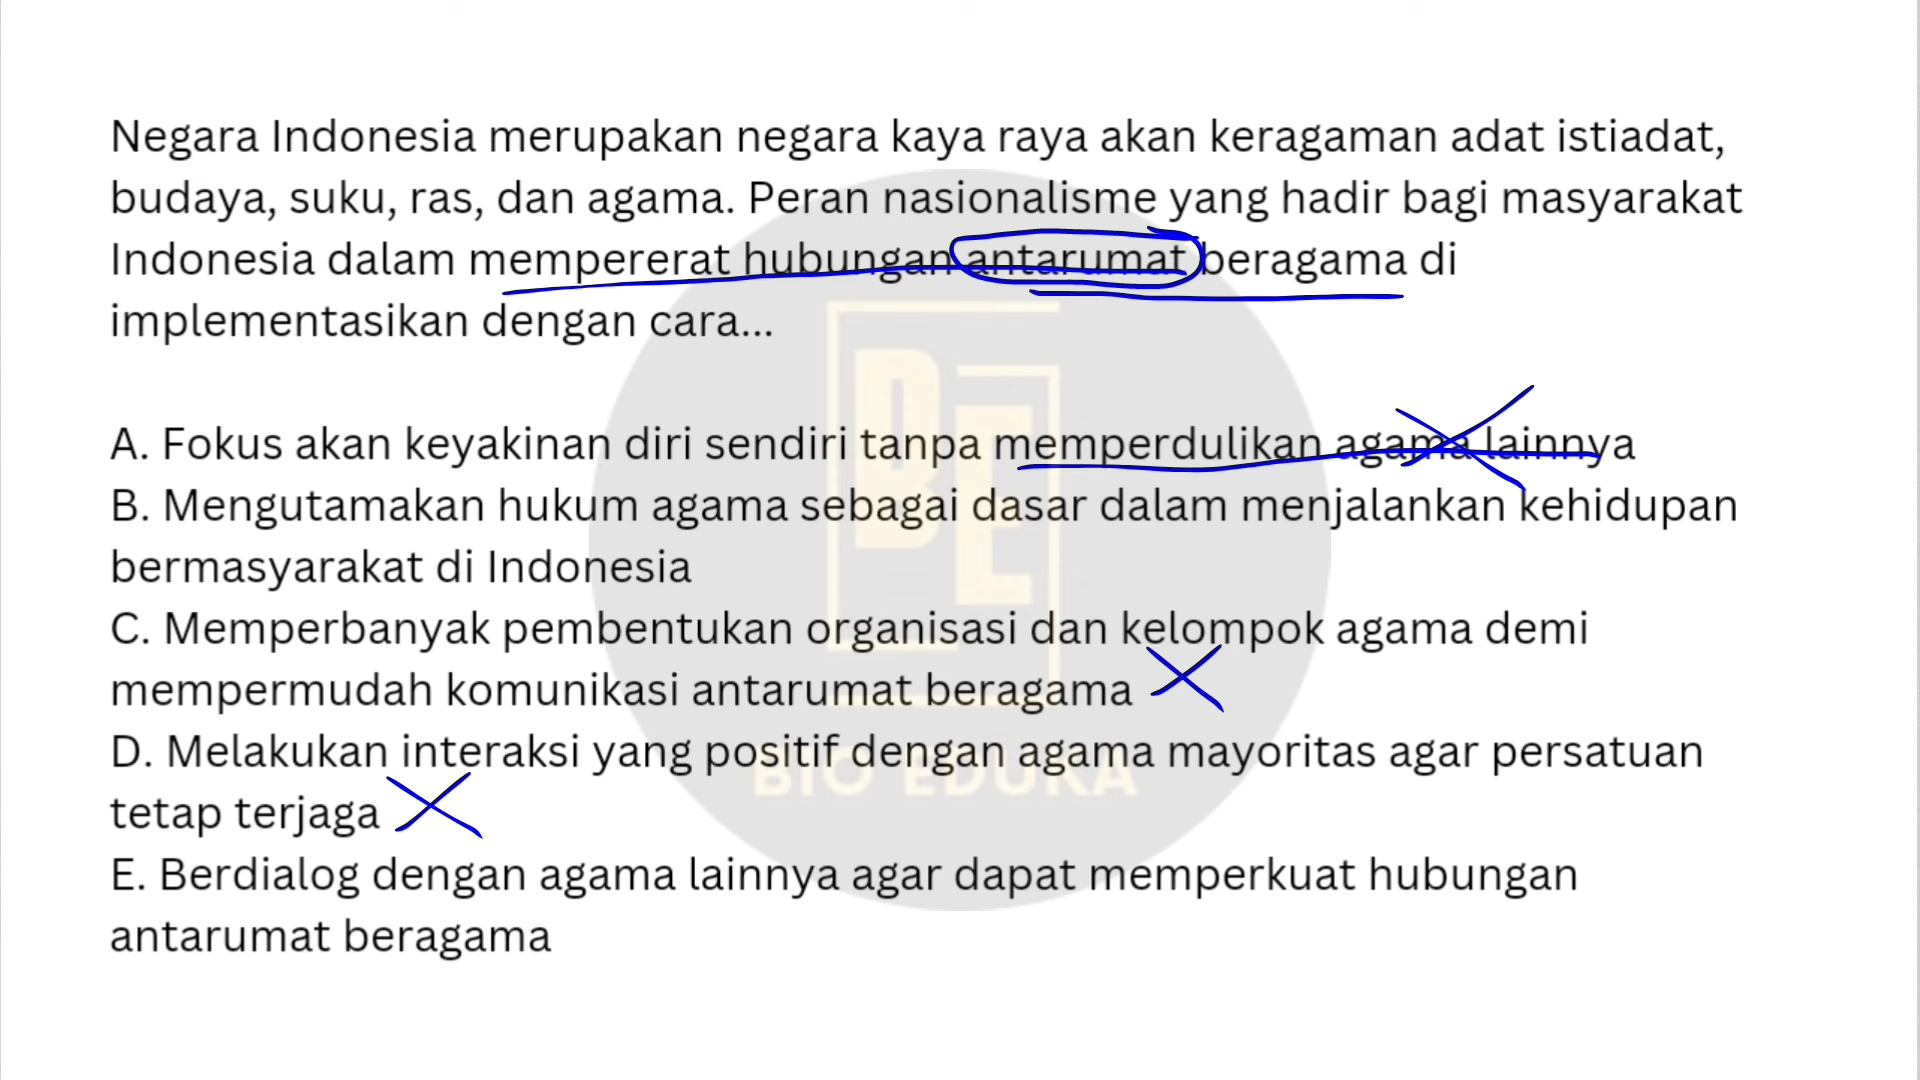 Negara Indonesia merupakan negara kaya raya akan keragaman adat istiadat,
budaya, suku, ras, dan agama. Peran nasionalisme yang hadir bagi masyarakat
Indonesia dalam mempererat hubungan antarumat beragama di
implementasikan dengan cara...
A. Fokus akan keyakinan diri sendiri tanpa memperdulikan agama lainnya
B. Mengutamakan hukum agama sebagai dasar dalam menjalankan kehidupan
bermasyarakat di Indonesia
C. Memperbanyak pembentukan organisasi dan kelompok agama demi
mempermudah komunikasi antarumat beragama
D. Melakukan interaksi yang positif dengan agama mayoritas agar persatuan
tetap terjaga
E. Berdialog dengan agama lainnya agar dapat memperkuat hubungan
antarumat beragama
BE
BIO EDUKA